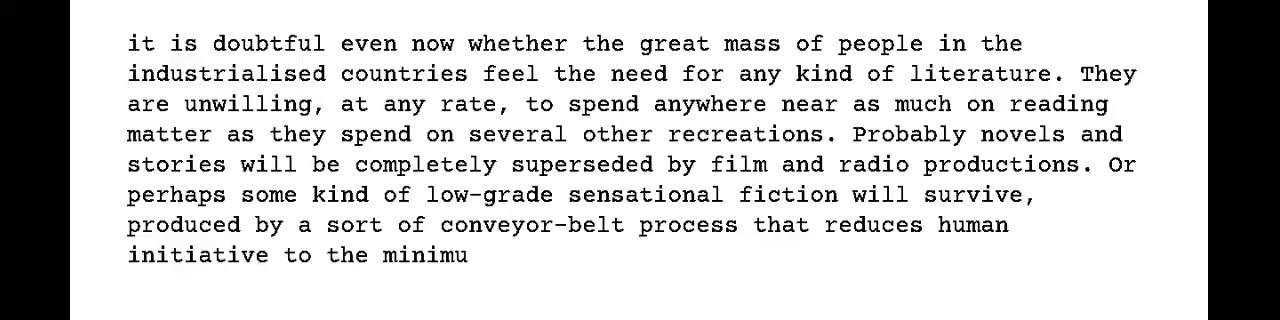 it is doubtful even now whether the great mass of people in the
industrialised countries feel the need for any kind of literature. They
are unwilling, at any rate, to spend anywhere near as much on reading
matter as they spend on several other recreations. Probably novels and
stories will be completely superseded by film and radio productions. Or
perhaps some kind of low-grade sensational fiction will survive,
produced by a sort of conveyor-belt process that reduces human
initiative to the minimu